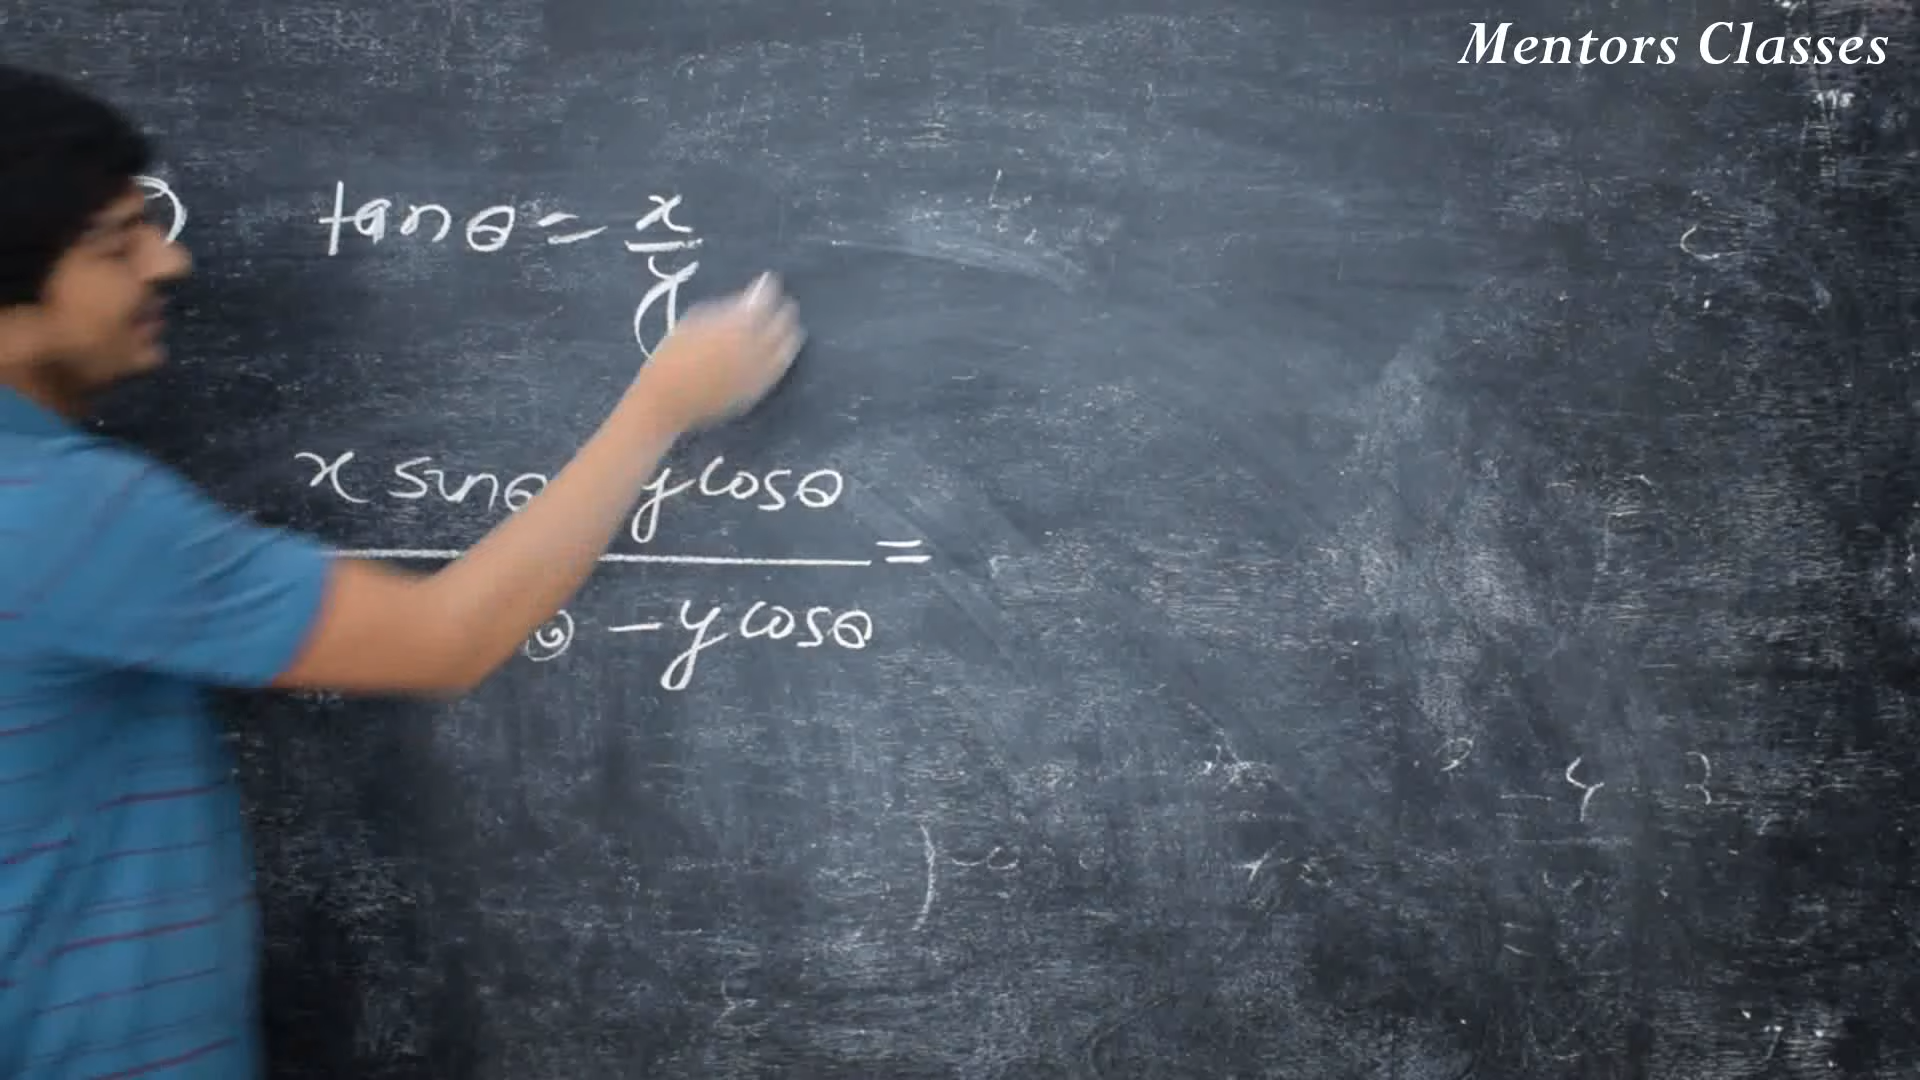 Mentors Classes
tanθ = x/y
x sinθ y cosθ
=
θ - y cosθ